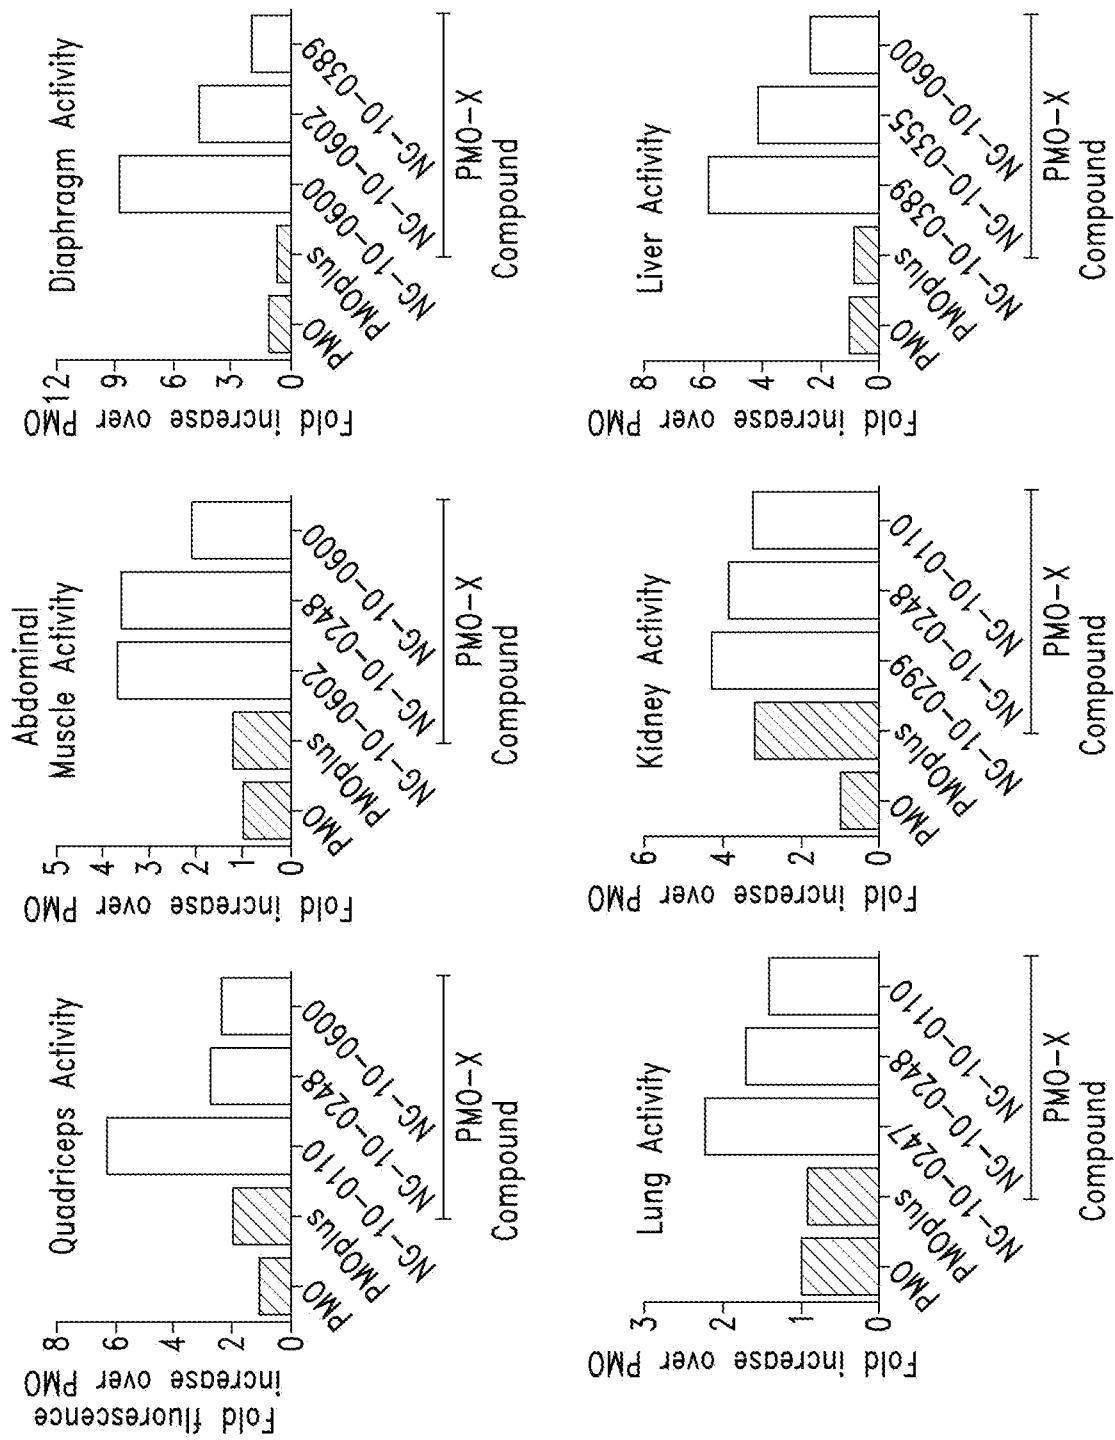 Quadriceps Activity
Fold fluorescence
increase over PMO
8
6
4
2
0
PMO
PMOplus
NG-10-0110
NG-10-0248
NG-10-0600
PMO-X
Compound
Abdominal
Muscle Activity
Fold increase over PMO
5
4
3
2
1
0
PMO
PMOplus
NG-10-0602
NG-10-0248
NG-10-0600
PMO-X
Compound
Diaphragm Activity
Fold increase over PMO
12
9
6
3
0
PMO
PMOplus
NG-10-0600
NG-10-0602
NG-10-0389
PMO-X
Compound
Lung Activity
Fold increase over PMO
3
2
1
0
PMO
PMOplus
NG-10-0247
NG-10-0248
NG-10-0110
PMO-X
Compound
Kidney Activity
Fold increase over PMO
6
4
2
0
PMO
PMOplus
NG-10-0299
NG-10-0248
NG-10-0110
PMO-X
Compound
Liver Activity
Fold increase over PMO
8
6
4
2
0
PMO
PMOplus
NG-10-0389
NG-10-0355
NG-10-0600
PMO-X
Compound